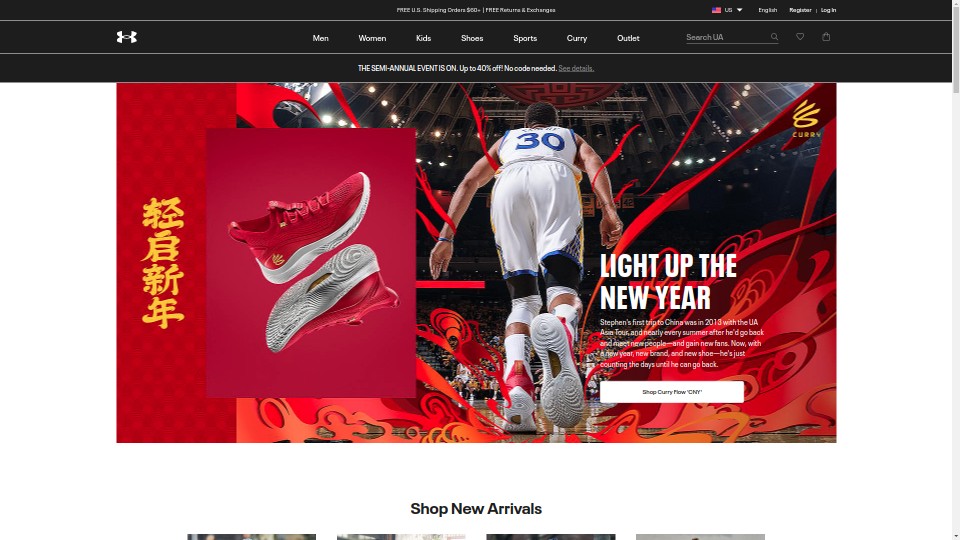 FREE U.S. Shipping Orders $60+ | FREE Returns & Exchanges
US
English
Register | Log In
Men
Women
Kids
Shoes
Sports
Curry
Outlet
Search UA
THE SEMI-ANNUAL EVENT IS ON. Up to 40% off! No code needed. See details.
轻启新年
30
CURRY
LIGHT UP THE
NEW YEAR
Stephen's first trip to China was in 2013 with the UA
Asia Tour, and nearly every summer after he'd go back
and meet new people—and gain new fans. Now, with
a new year, new brand, and new shoe—he's just
counting the days until he can go back.
Shop Curry Flow 'CNY'
Shop New Arrivals